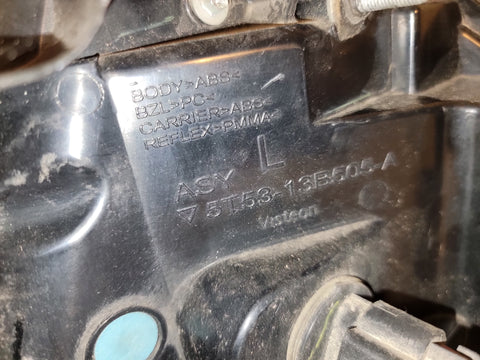 BODY>ABS<
BZL>PC<
CARRIER>ABS<
REFLEX>PMMA<
ASY L
5T53-13B505-A
Visteon